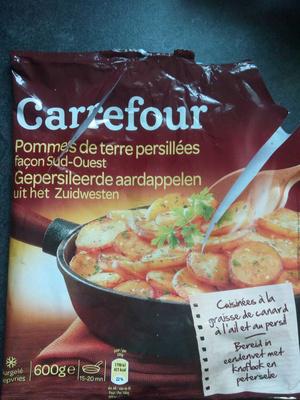 Carrefour
Pommes de terre persillées
façon Sud-Ouest
Gepersileerde aardappelen
uit het Zuidwesten
Cuisinées à la
graisse de canard
à l'ail et au persil
Bereid in
eendenvet met
knoflook en
peterselie
600g e
15-20 mn